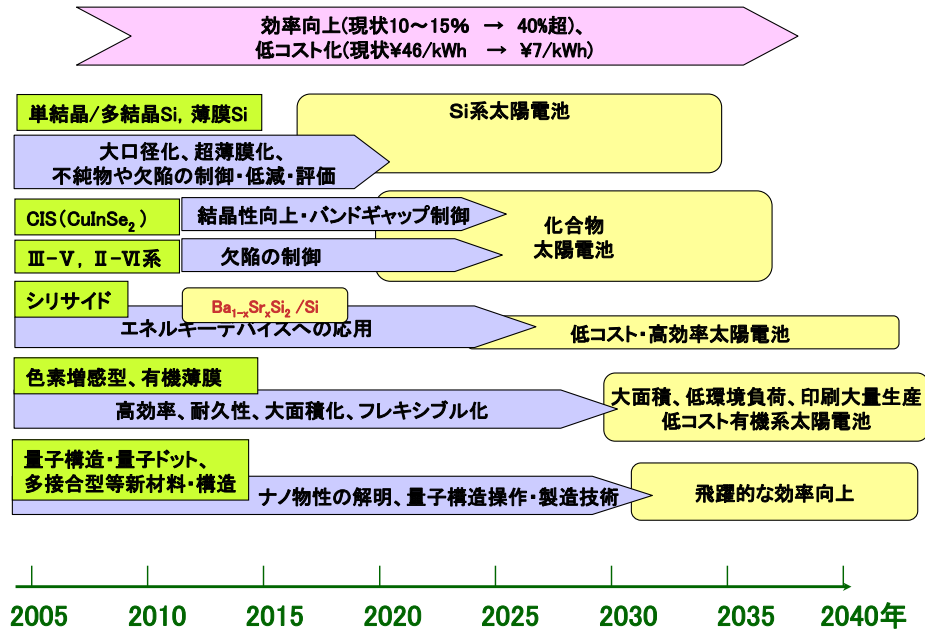 効率向上(現状10～15% → 40%超)、
低コスト化(現状¥46/kWh → ¥7/kWh)
単結晶/多結晶Si, 薄膜Si
Si系太陽電池
大口径化、超薄膜化、
不純物や欠陥の制御・低減・評価
CIS(CuInSe₂)
結晶性向上・バンドギャップ制御
化合物
太陽電池
Ⅲ-Ⅴ, Ⅱ-Ⅵ系
欠陥の制御
シリサイド
Ba₁₋ₓSrₓSi₂/Si
エネルギーデバイスへの応用
低コスト・高効率太陽電池
色素増感型、有機薄膜
高効率、耐久性、大面積化、フレキシブル化
大面積、低環境負荷、印刷大量生産
低コスト有機系太陽電池
量子構造・量子ドット、
多接合型等新材料・構造
ナノ物性の解明、量子構造操作・製造技術
飛躍的な効率向上
2005 2010 2015 2020 2025 2030 2035 2040年